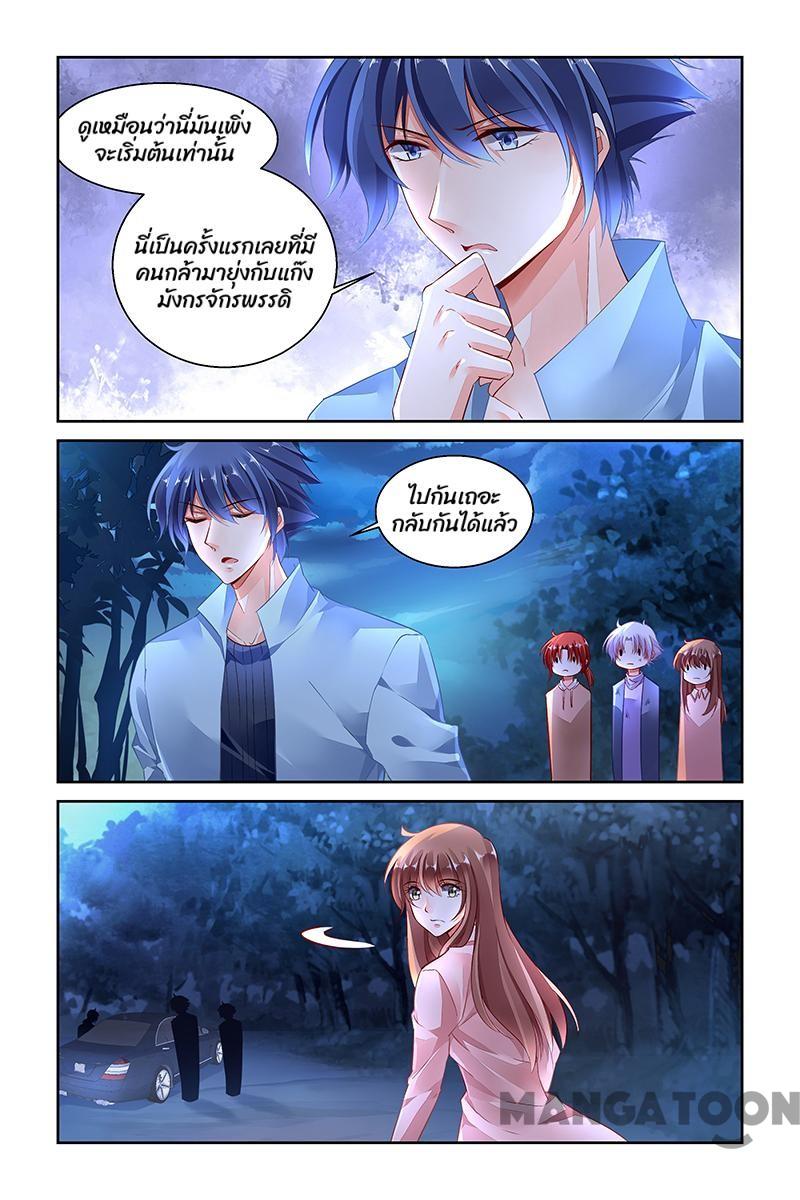 ดูเหมือนว่านี่มันเพิ่ง
จะเริ่มต้นเท่านั้น
นี่เป็นครั้งแรกเลยที่มี
คนกล้ามายุ่งกับแก๊ง
มังกรจักรพรรดิ
ไปกันเถอะ
กลับกันได้แล้ว
MANGATOON